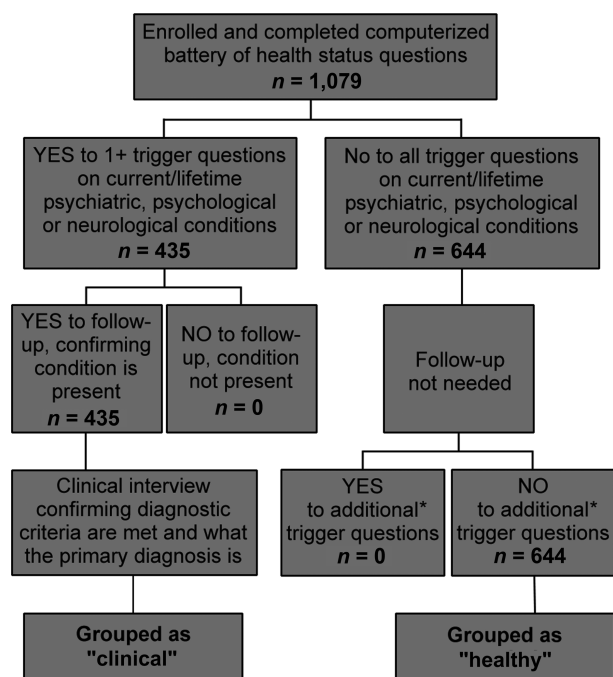 Enrolled and completed computerized
battery of health status questions
n = 1,079
YES to 1+ trigger questions
on current/lifetime
psychiatric, psychological
or neurological conditions
n = 435
No to all trigger questions
on current/lifetime
psychiatric, psychological
or neurological conditions
n = 644
YES to follow-
up, confirming
condition is
present
n = 435
NO to follow-
up, condition
not present
n = 0
Follow-up
not needed
Clinical interview
confirming diagnostic
criteria are met and what
the primary diagnosis is
YES
to additional*
trigger questions
n = 0
NO
to additional*
trigger questions
n = 644
Grouped as
"clinical"
Grouped as
"healthy"